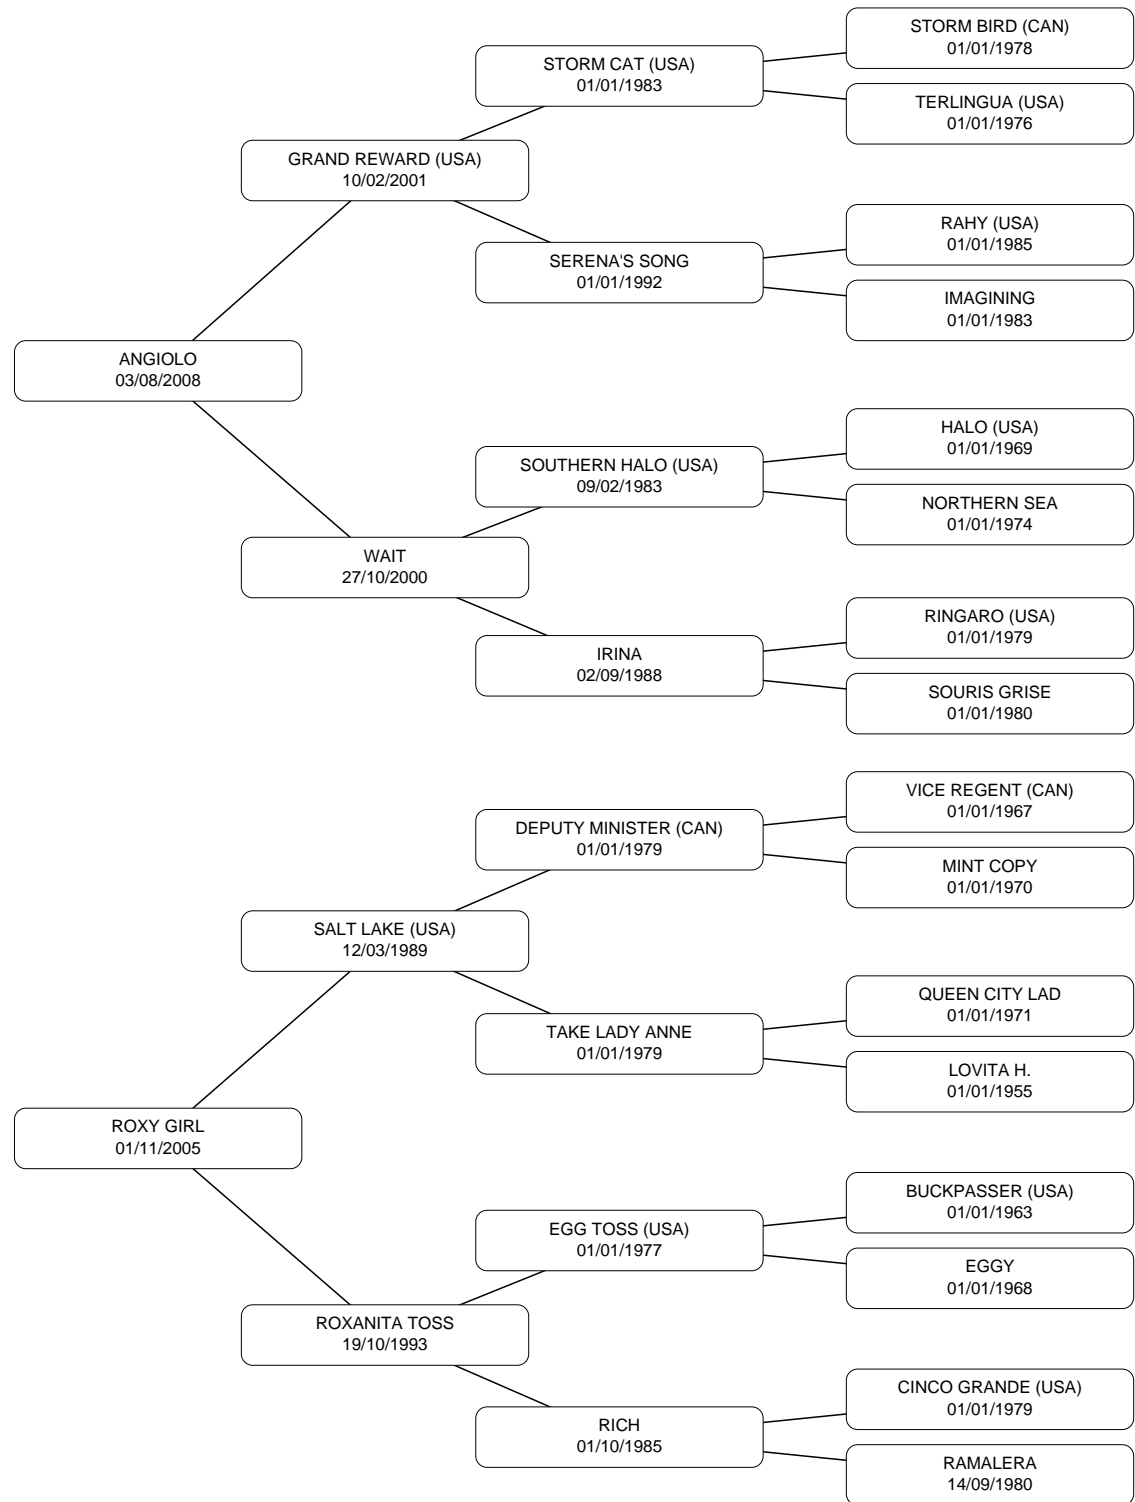 STORM BIRD (CAN)
01/01/1978
STORM CAT (USA)
01/01/1983
TERLINGUA (USA)
01/01/1976
GRAND REWARD (USA)
10/02/2001
RAHY (USA)
01/01/1985
SERENA'S SONG
01/01/1992
IMAGINING
01/01/1983
ANGIOLO
03/08/2008
HALO (USA)
01/01/1969
SOUTHERN HALO (USA)
09/02/1983
NORTHERN SEA
01/01/1974
WAIT
27/10/2000
RINGARO (USA)
01/01/1979
IRINA
02/09/1988
SOURIS GRISE
01/01/1980
VICE REGENT (CAN)
01/01/1967
DEPUTY MINISTER (CAN)
01/01/1979
MINT COPY
01/01/1970
SALT LAKE (USA)
12/03/1989
QUEEN CITY LAD
01/01/1971
TAKE LADY ANNE
01/01/1979
LOVITA H.
01/01/1955
ROXY GIRL
01/11/2005
BUCKPASSER (USA)
01/01/1963
EGG TOSS (USA)
01/01/1977
EGGY
01/01/1968
ROXANITA TOSS
19/10/1993
CINCO GRANDE (USA)
01/01/1979
RICH
01/10/1985
RAMALERA
14/09/1980